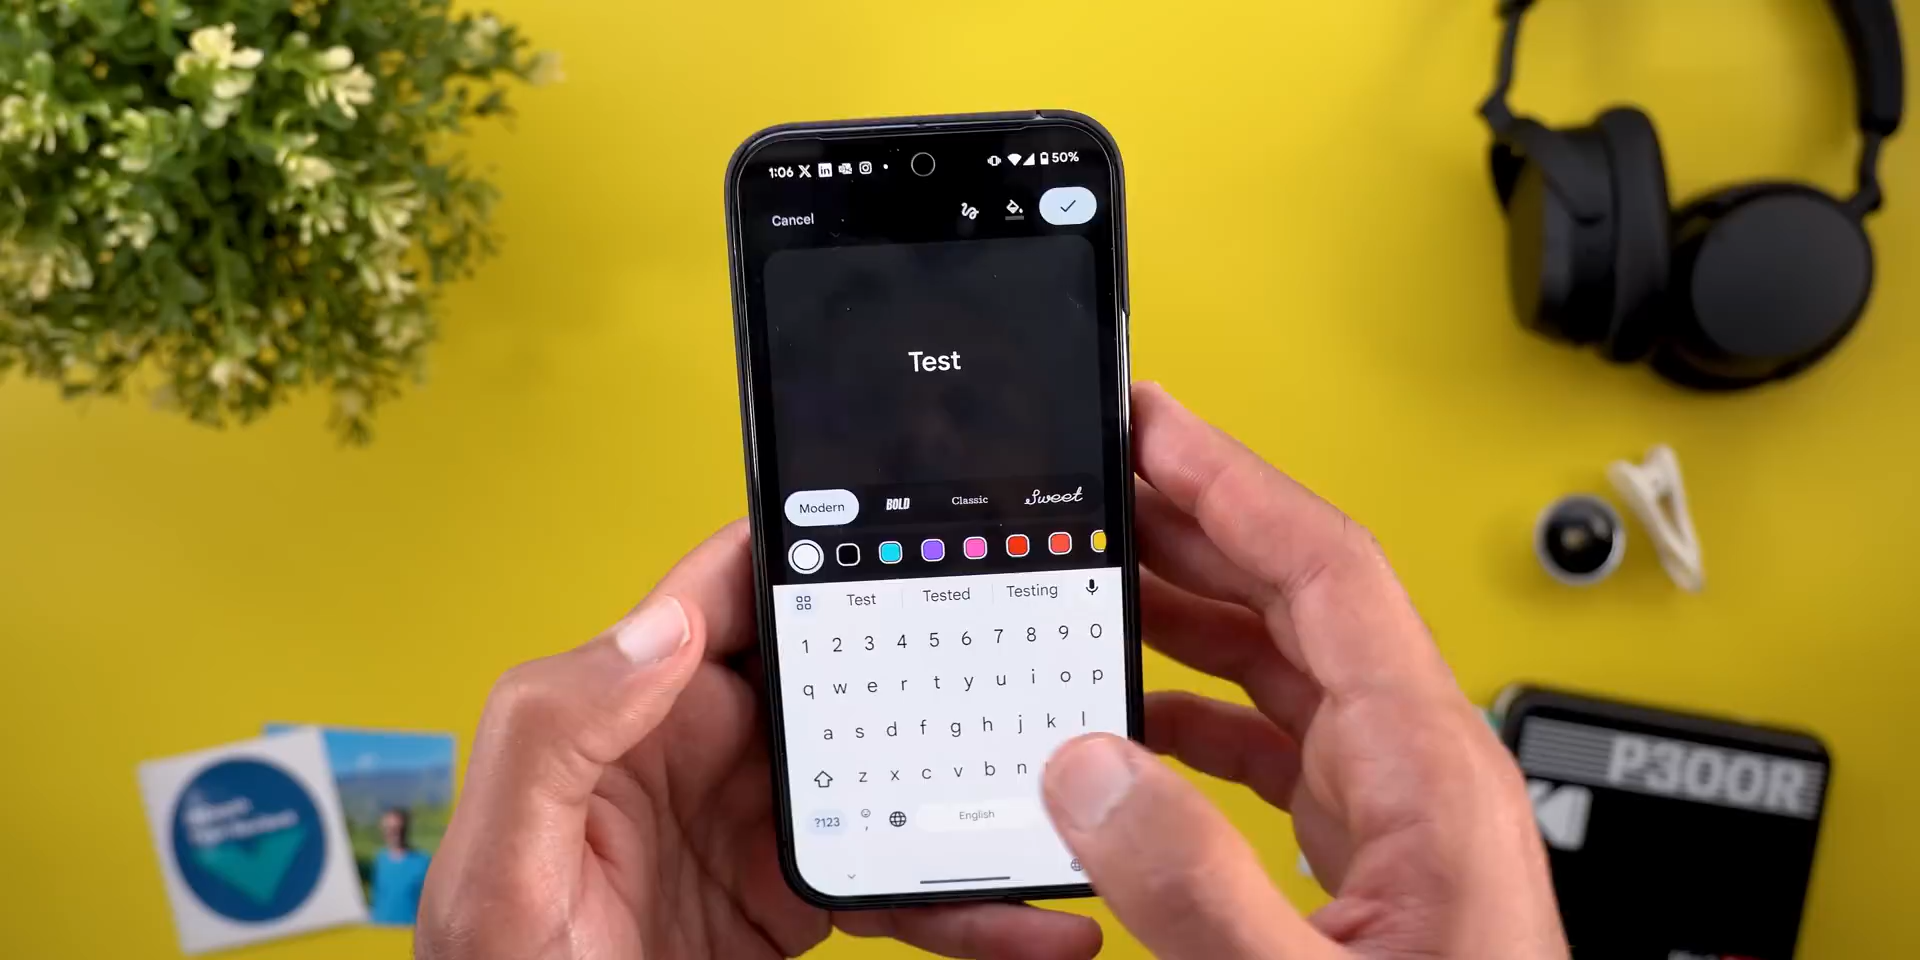 1:06 50%
Cancel
Test
Modern BOLD Classic Sweet
Test Tested Testing
1 2 3 4 5 6 7 8 9 0
q w e r t y u i o p
a s d f g h j k l
z x c v b n
?123 , English
P300R